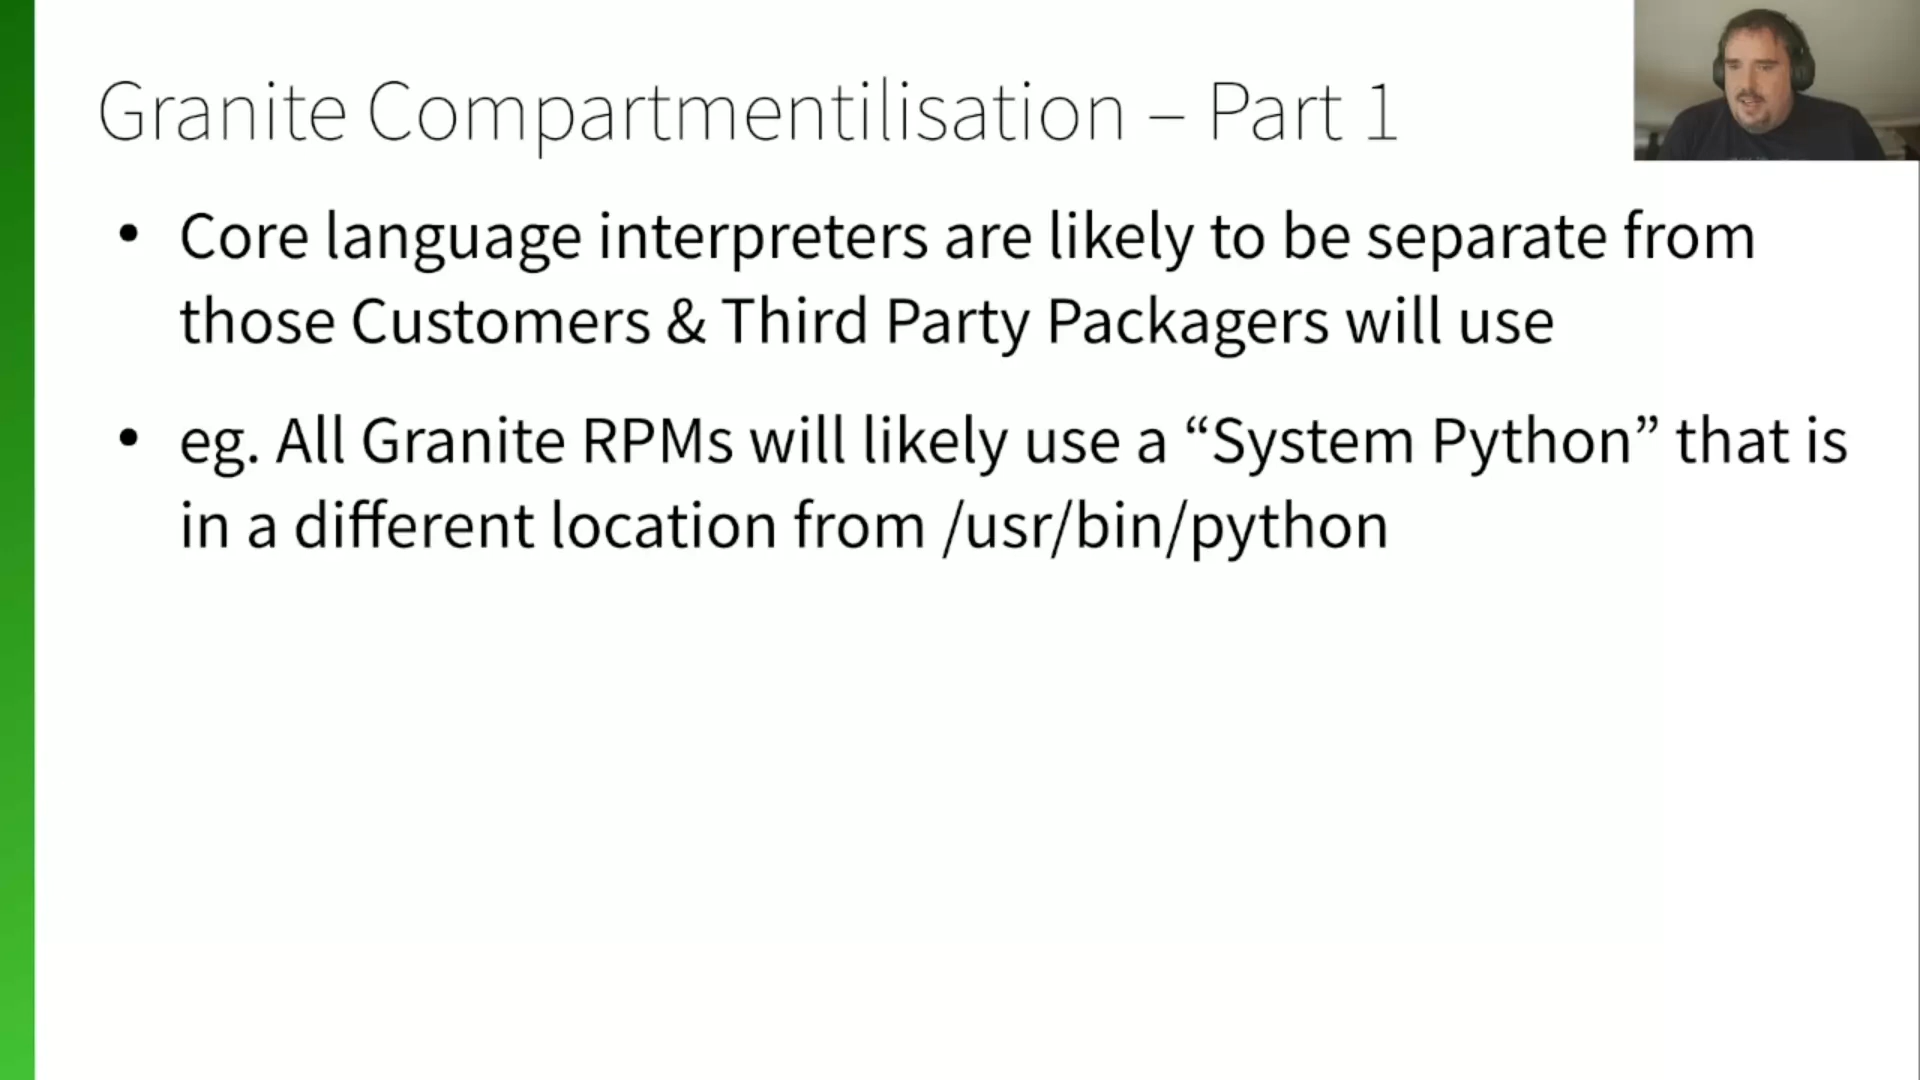 Granite Compartmentilisation – Part 1
• Core language interpreters are likely to be separate from
those Customers & Third Party Packagers will use
• eg. All Granite RPMs will likely use a “System Python” that is
in a different location from /usr/bin/python